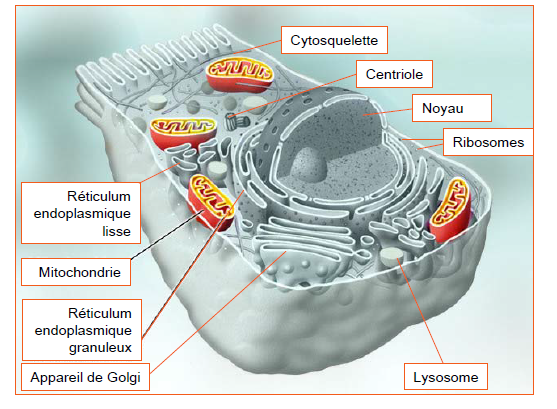 Cytosquelette
Centriole
Noyau
Ribosomes
Réticulum
endoplasmique
lisse
Mitochondrie
Réticulum
endoplasmique
granuleux
Appareil de Golgi
Lysosome